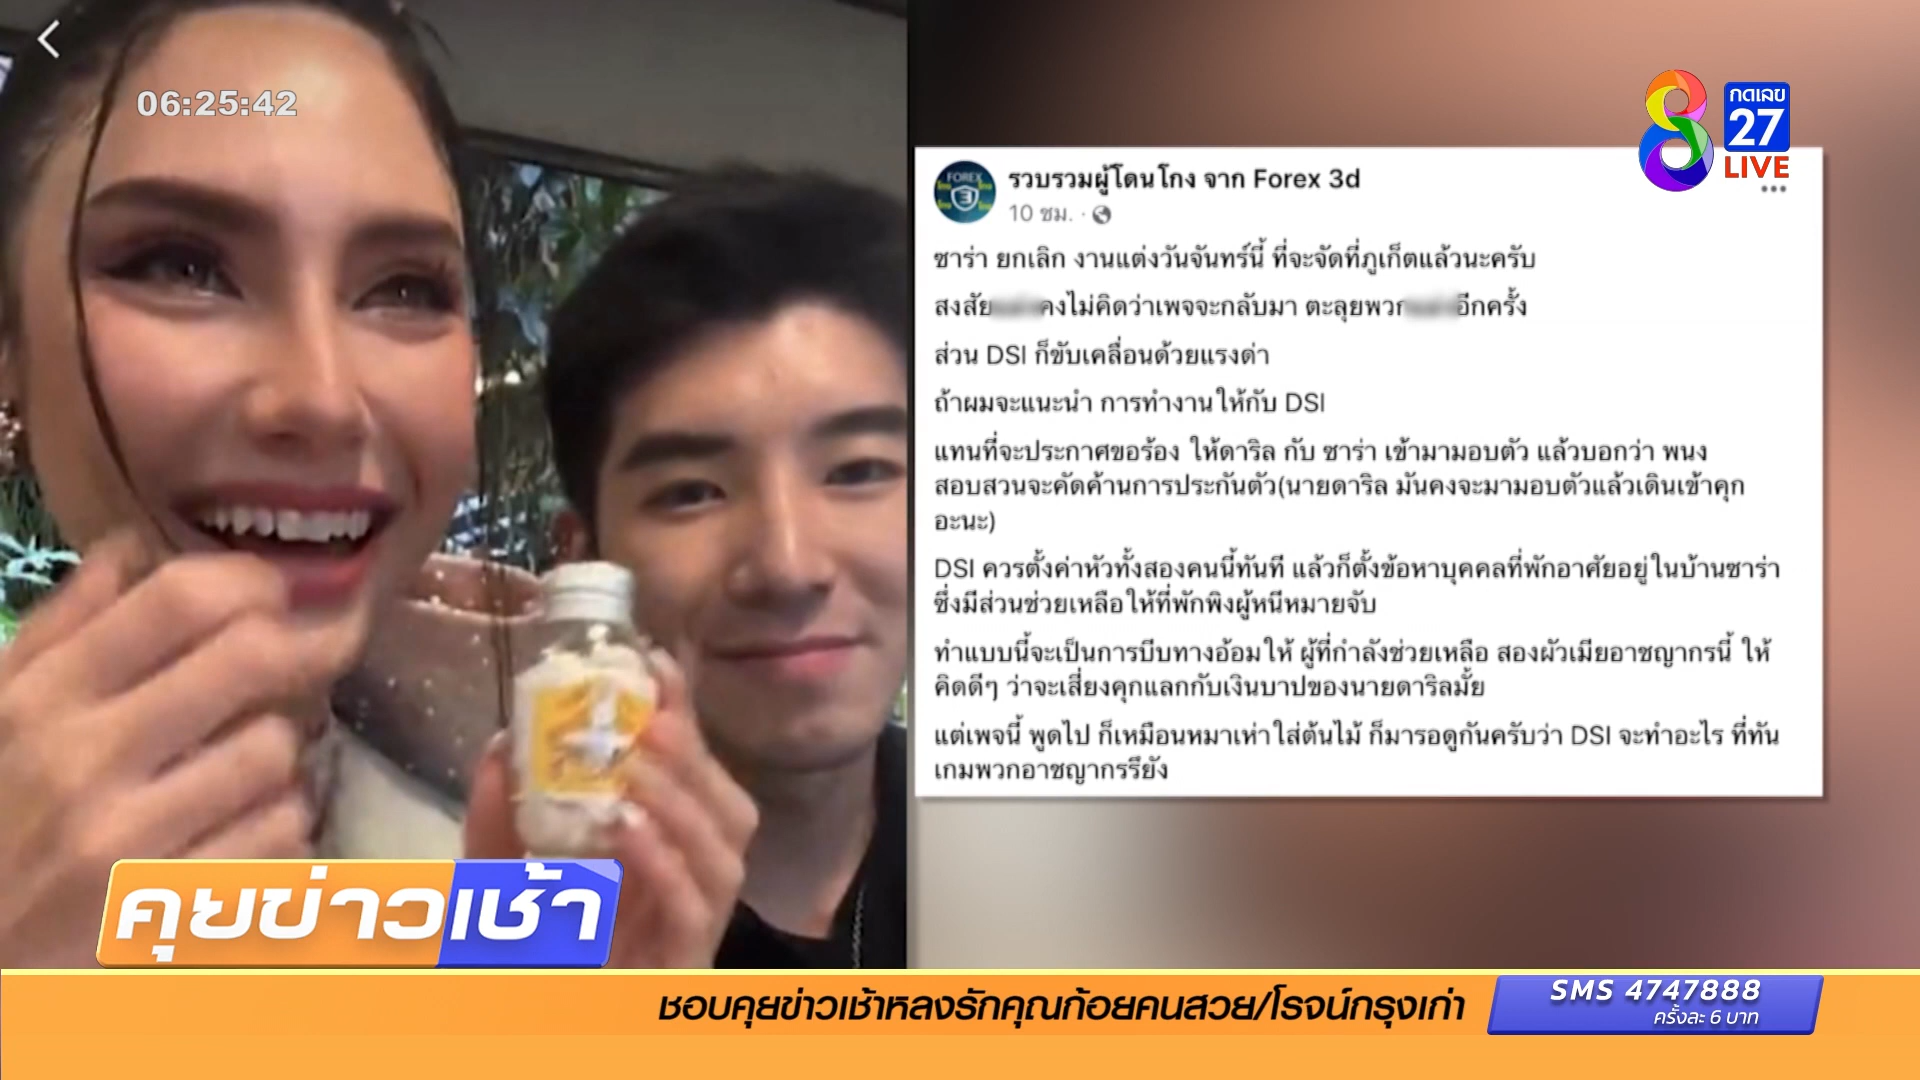 06:25:42
กดเลข
27
LIVE
FOREX
3
รวบรวมผู้โดนโกง จาก Forex 3d
10 ชม. ·
ซาร่า ยกเลิก งานแต่งวันจันทร์นี้ ที่จะจัดที่ภูเก็ตแล้วนะครับ
สงสัย คงไม่คิดว่าเพจจะกลับมา ตะลุยพวก อีกครั้ง
ส่วน DSI ก็ขับเคลื่อนด้วยแรงด่า
ถ้าผมจะแนะนำ การทำงานให้กับ DSI
แทนที่จะประกาศขอร้อง ให้ดาริล กับ ซาร่า เข้ามามอบตัว แล้วบอกว่า พนง
สอบสวนจะคัดค้านการประกันตัว(นายดาริล มันคงจะมามอบตัวแล้วเดินเข้าคุก
อะนะ)
DSI ควรตั้งค่าหัวทั้งสองคนนี้ทันที แล้วก็ตั้งข้อหาบุคคลที่พักอาศัยอยู่ในบ้านซาร่า
ซึ่งมีส่วนช่วยเหลือให้ที่พักพิงผู้หนีหมายจับ
ทำแบบนี้จะเป็นการบีบทางอ้อมให้ ผู้ที่กำลังช่วยเหลือ สองผัวเมียอาชญากรนี้ ให้
คิดดีๆ ว่าจะเสี่ยงคุกแลกกับเงินบาปของนายดาริลมั้ย
แต่เพจนี้ พูดไป ก็เหมือนหมาเห่าใส่ต้นไม้ ก็มารอดูกันครับว่า DSI จะทำอะไร ที่ทัน
เกมพวกอาชญากรรึยัง
คุยข่าวเช้า
ชอบคุยข่าวเช้าหลงรักคุณก้อยคนสวย/โรจน์กรุงเก่า
SMS 4747888
ครั้งละ 6 บาท